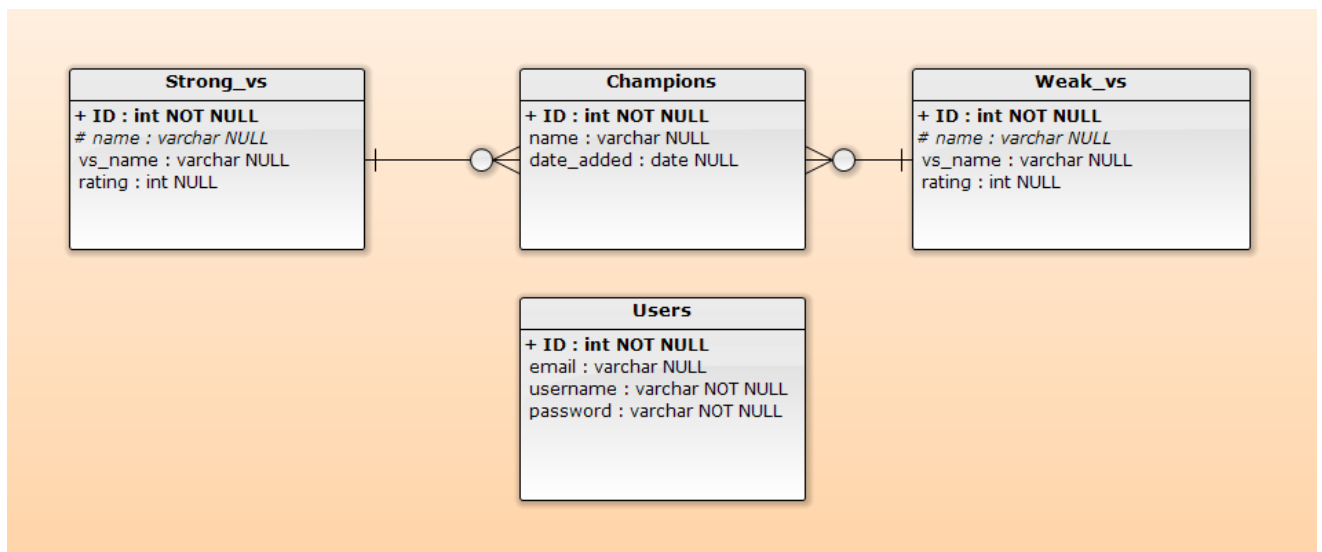 Strong_vs
+ ID : int NOT NULL
# name : varchar NULL
vs_name : varchar NULL
rating : int NULL
Champions
+ ID : int NOT NULL
name : varchar NULL
date_added : date NULL
Weak_vs
+ ID : int NOT NULL
# name : varchar NULL
vs_name : varchar NULL
rating : int NULL
Users
+ ID : int NOT NULL
email : varchar NULL
username : varchar NOT NULL
password : varchar NOT NULL